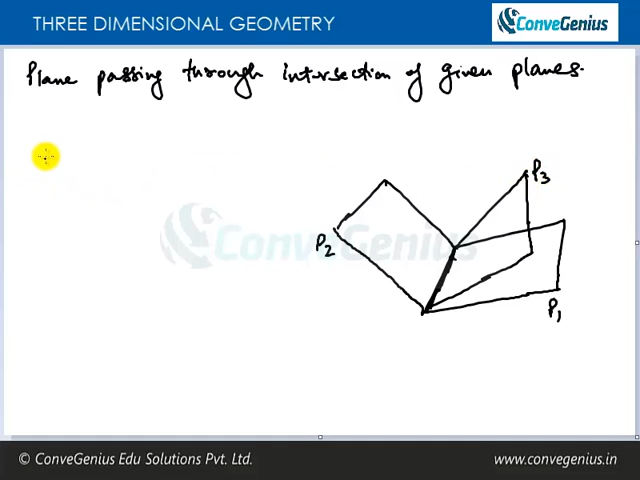 THREE DIMENSIONAL GEOMETRY
ConveGenius
Plane passing through intersection of given planes.
P3
ConveGenius
P2
P1
© ConveGenius Edu Solutions Pvt. Ltd.
www.convegenius.in